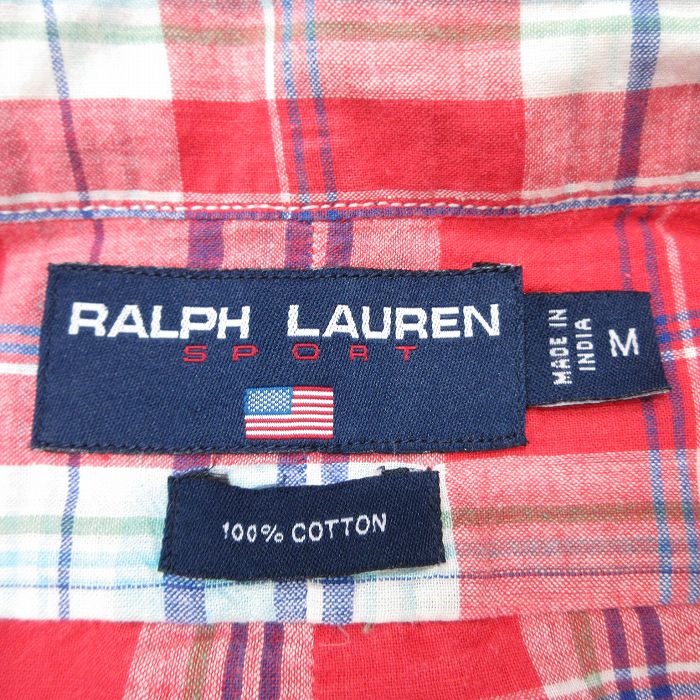 RALPH LAUREN
SPORT
MADE IN
INDIA
M
100% COTTON